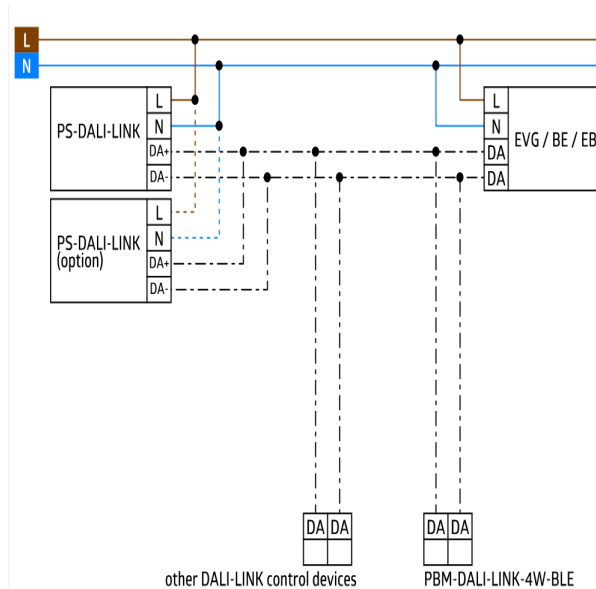 L
N
PS-DALI-LINK
L
N
DA+
DA-
L
N
DA
DA
EVG / BE / EB
PS-DALI-LINK
(option)
L
N
DA+
DA-
DA DA
DA DA
other DALI-LINK control devices
PBM-DALI-LINK-4W-BLE